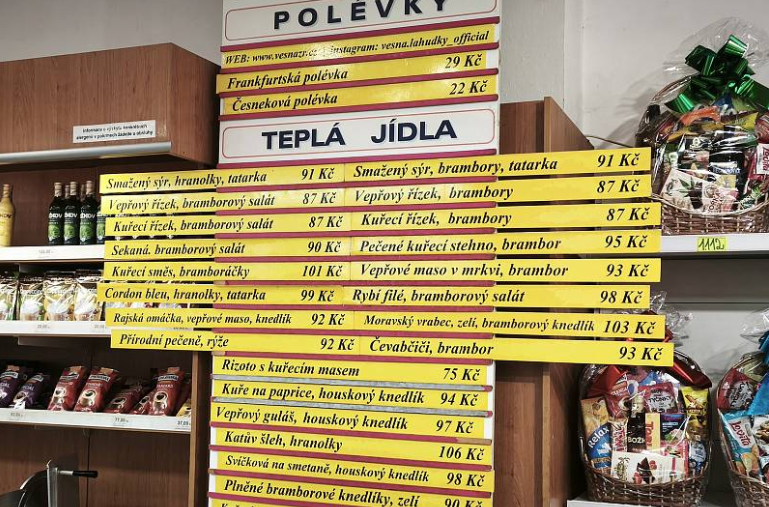 POLÉVKY
WEB: www.vesnazr.cz instagram: vesna.lahudky_official
Frankfurtská polévka 29 Kč
Česneková polévka 22 Kč
TEPLÁ JÍDLA
Smažený sýr, hranolky, tatarka 91 Kč
Vepřový řízek, bramborový salát 87 Kč
Kuřecí řízek, bramborový salát 87 Kč
Sekaná. bramborový salát 90 Kč
Kuřecí směs, bramboráčky 101 Kč
Cordon bleu, hranolky, tatarka 99 Kč
Rajská omáčka, vepřové maso, knedlík 92 Kč
Přírodní pečeně, rýže 92 Kč
Smažený sýr, brambory, tatarka 91 Kč
Vepřový řízek, brambory 87 Kč
Kuřecí řízek, brambory 87 Kč
Pečené kuřecí stehno, brambor 95 Kč
Vepřové maso v mrkvi, brambor 93 Kč
Rybí filé, bramborový salát 98 Kč
Moravský vrabec, zelí, bramborový knedlík 103 Kč
Čevabčiči, brambor 93 Kč
Rizoto s kuřecím masem 75 Kč
Kuře na paprice, houskový knedlík 94 Kč
Vepřový guláš, houskový knedlík 97 Kč
Katův šleh, hranolky 106 Kč
Svíčková na smetaně, houskový knedlík 98 Kč
Plněné bramborové knedlíky, zelí 90 Kč
1112
Relax